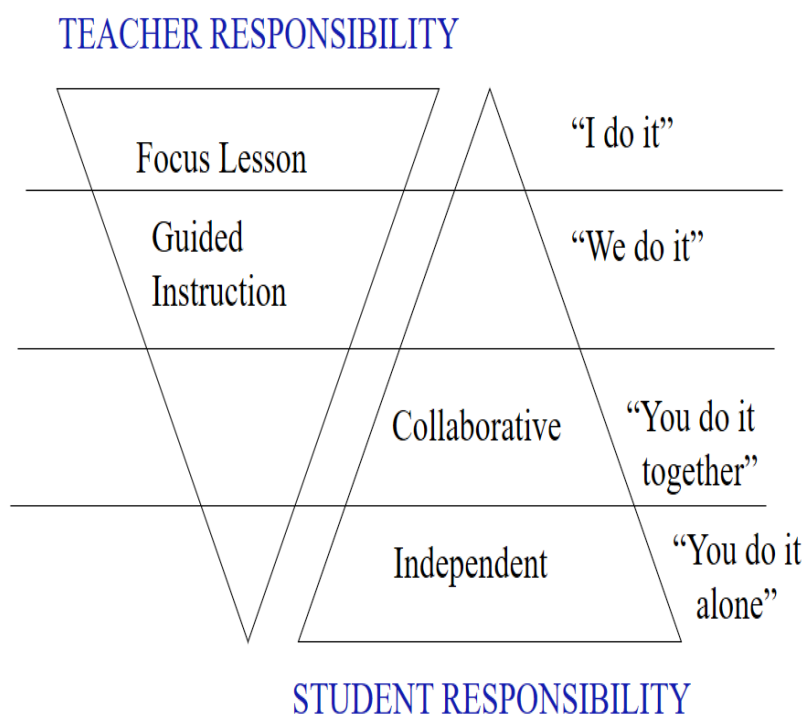 TEACHER RESPONSIBILITY
Focus Lesson
“I do it”
Guided
Instruction
“We do it”
Collaborative
“You do it
together”
Independent
“You do it
alone”
STUDENT RESPONSIBILITY